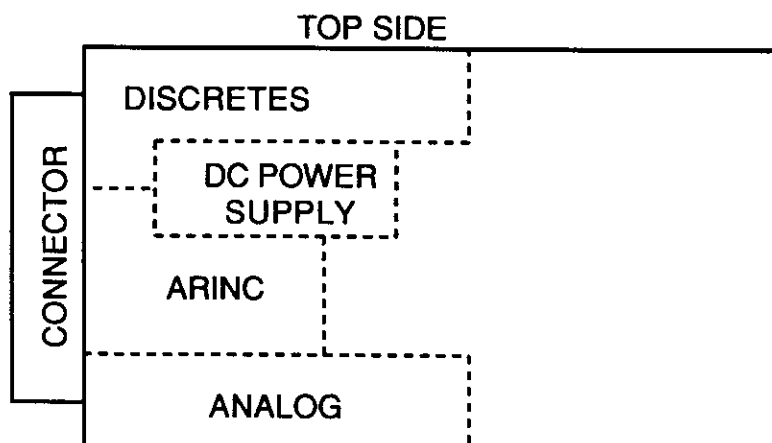 TOP SIDE
DISCRETES
DC POWER
SUPPLY
CONNECTOR
ARINC
ANALOG